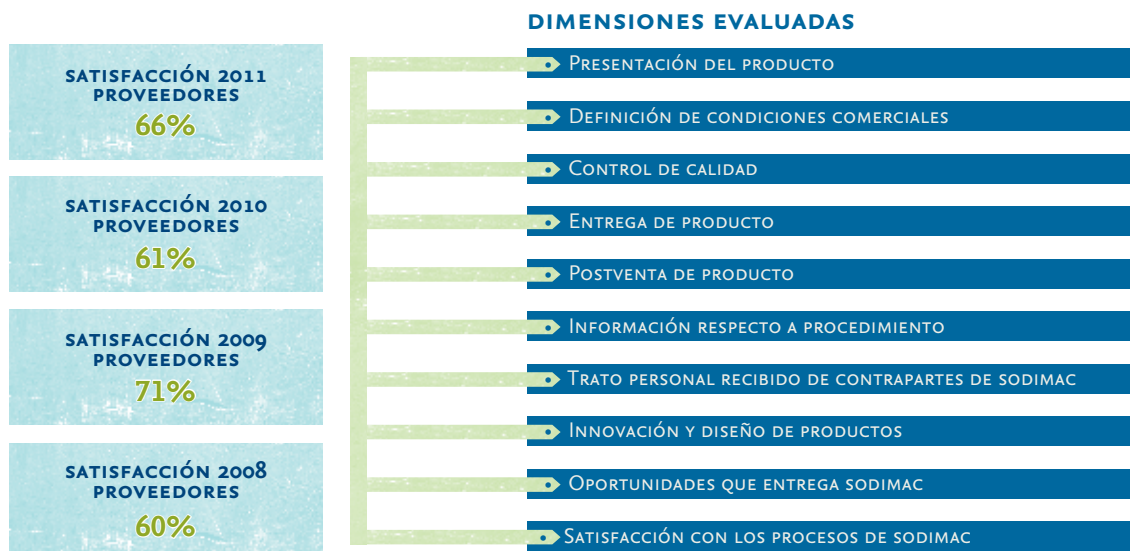 SATISFACCIÓN 2011
PROVEEDORES
66%
SATISFACCIÓN 2010
PROVEEDORES
61%
SATISFACCIÓN 2009
PROVEEDORES
71%
SATISFACCIÓN 2008
PROVEEDORES
60%
DIMENSIONES EVALUADAS
Presentación del producto
Definición de condiciones comerciales
Control de calidad
Entrega de producto
Postventa de producto
Información respecto a procedimiento
Trato personal recibido de contrapartes de Sodimac
Innovación y diseño de productos
Oportunidades que entrega Sodimac
Satisfacción con los procesos de Sodimac